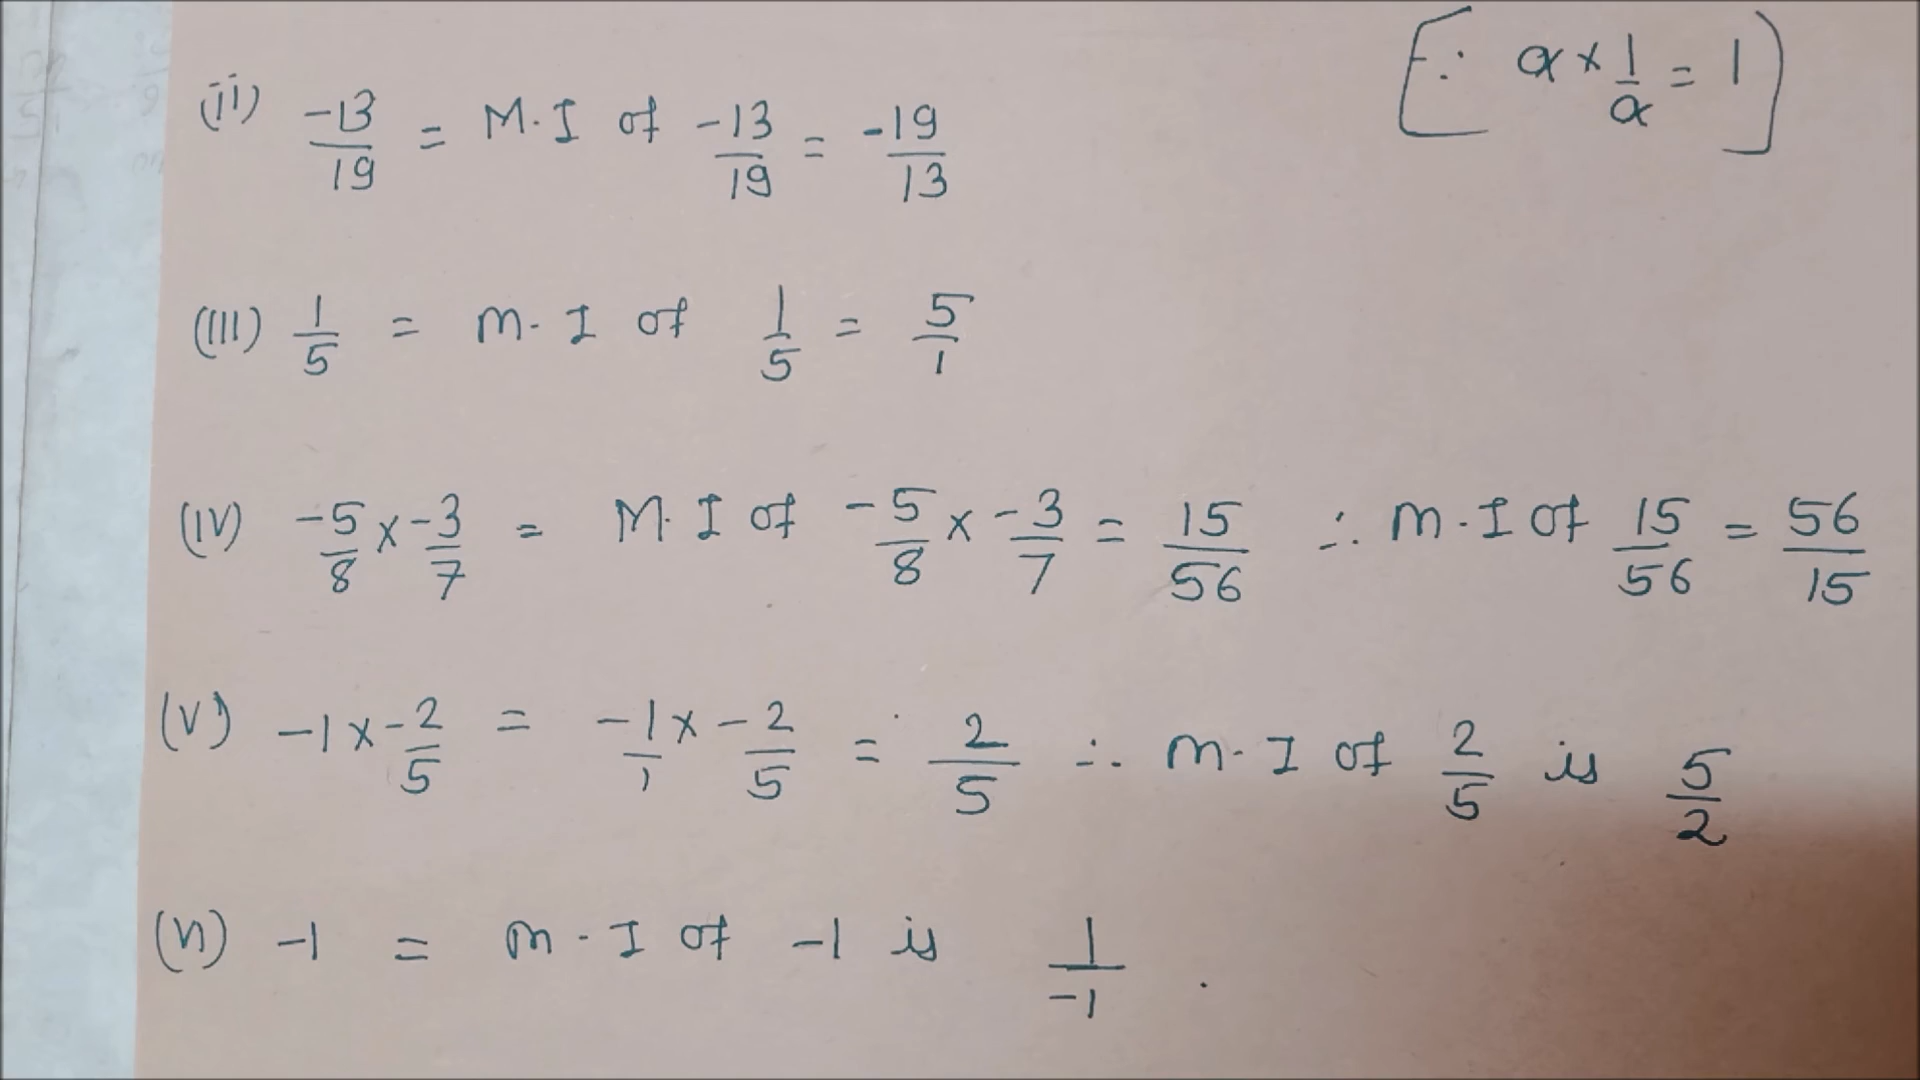 [∵ a × 1/a = 1]
(ii) -13/19 = M.I of -13/19 = -19/13
(III) 1/5 = M.I of 1/5 = 5/1
(IV) -5/8 × -3/7 = M.I of -5/8 × -3/7 = 15/56 ∴ M.I of 15/56 = 56/15
(V) -1 × -2/5 = -1/1 × -2/5 = 2/5 ∴ M.I of 2/5 is 5/2
(VI) -1 = M.I of -1 is 1/-1 .